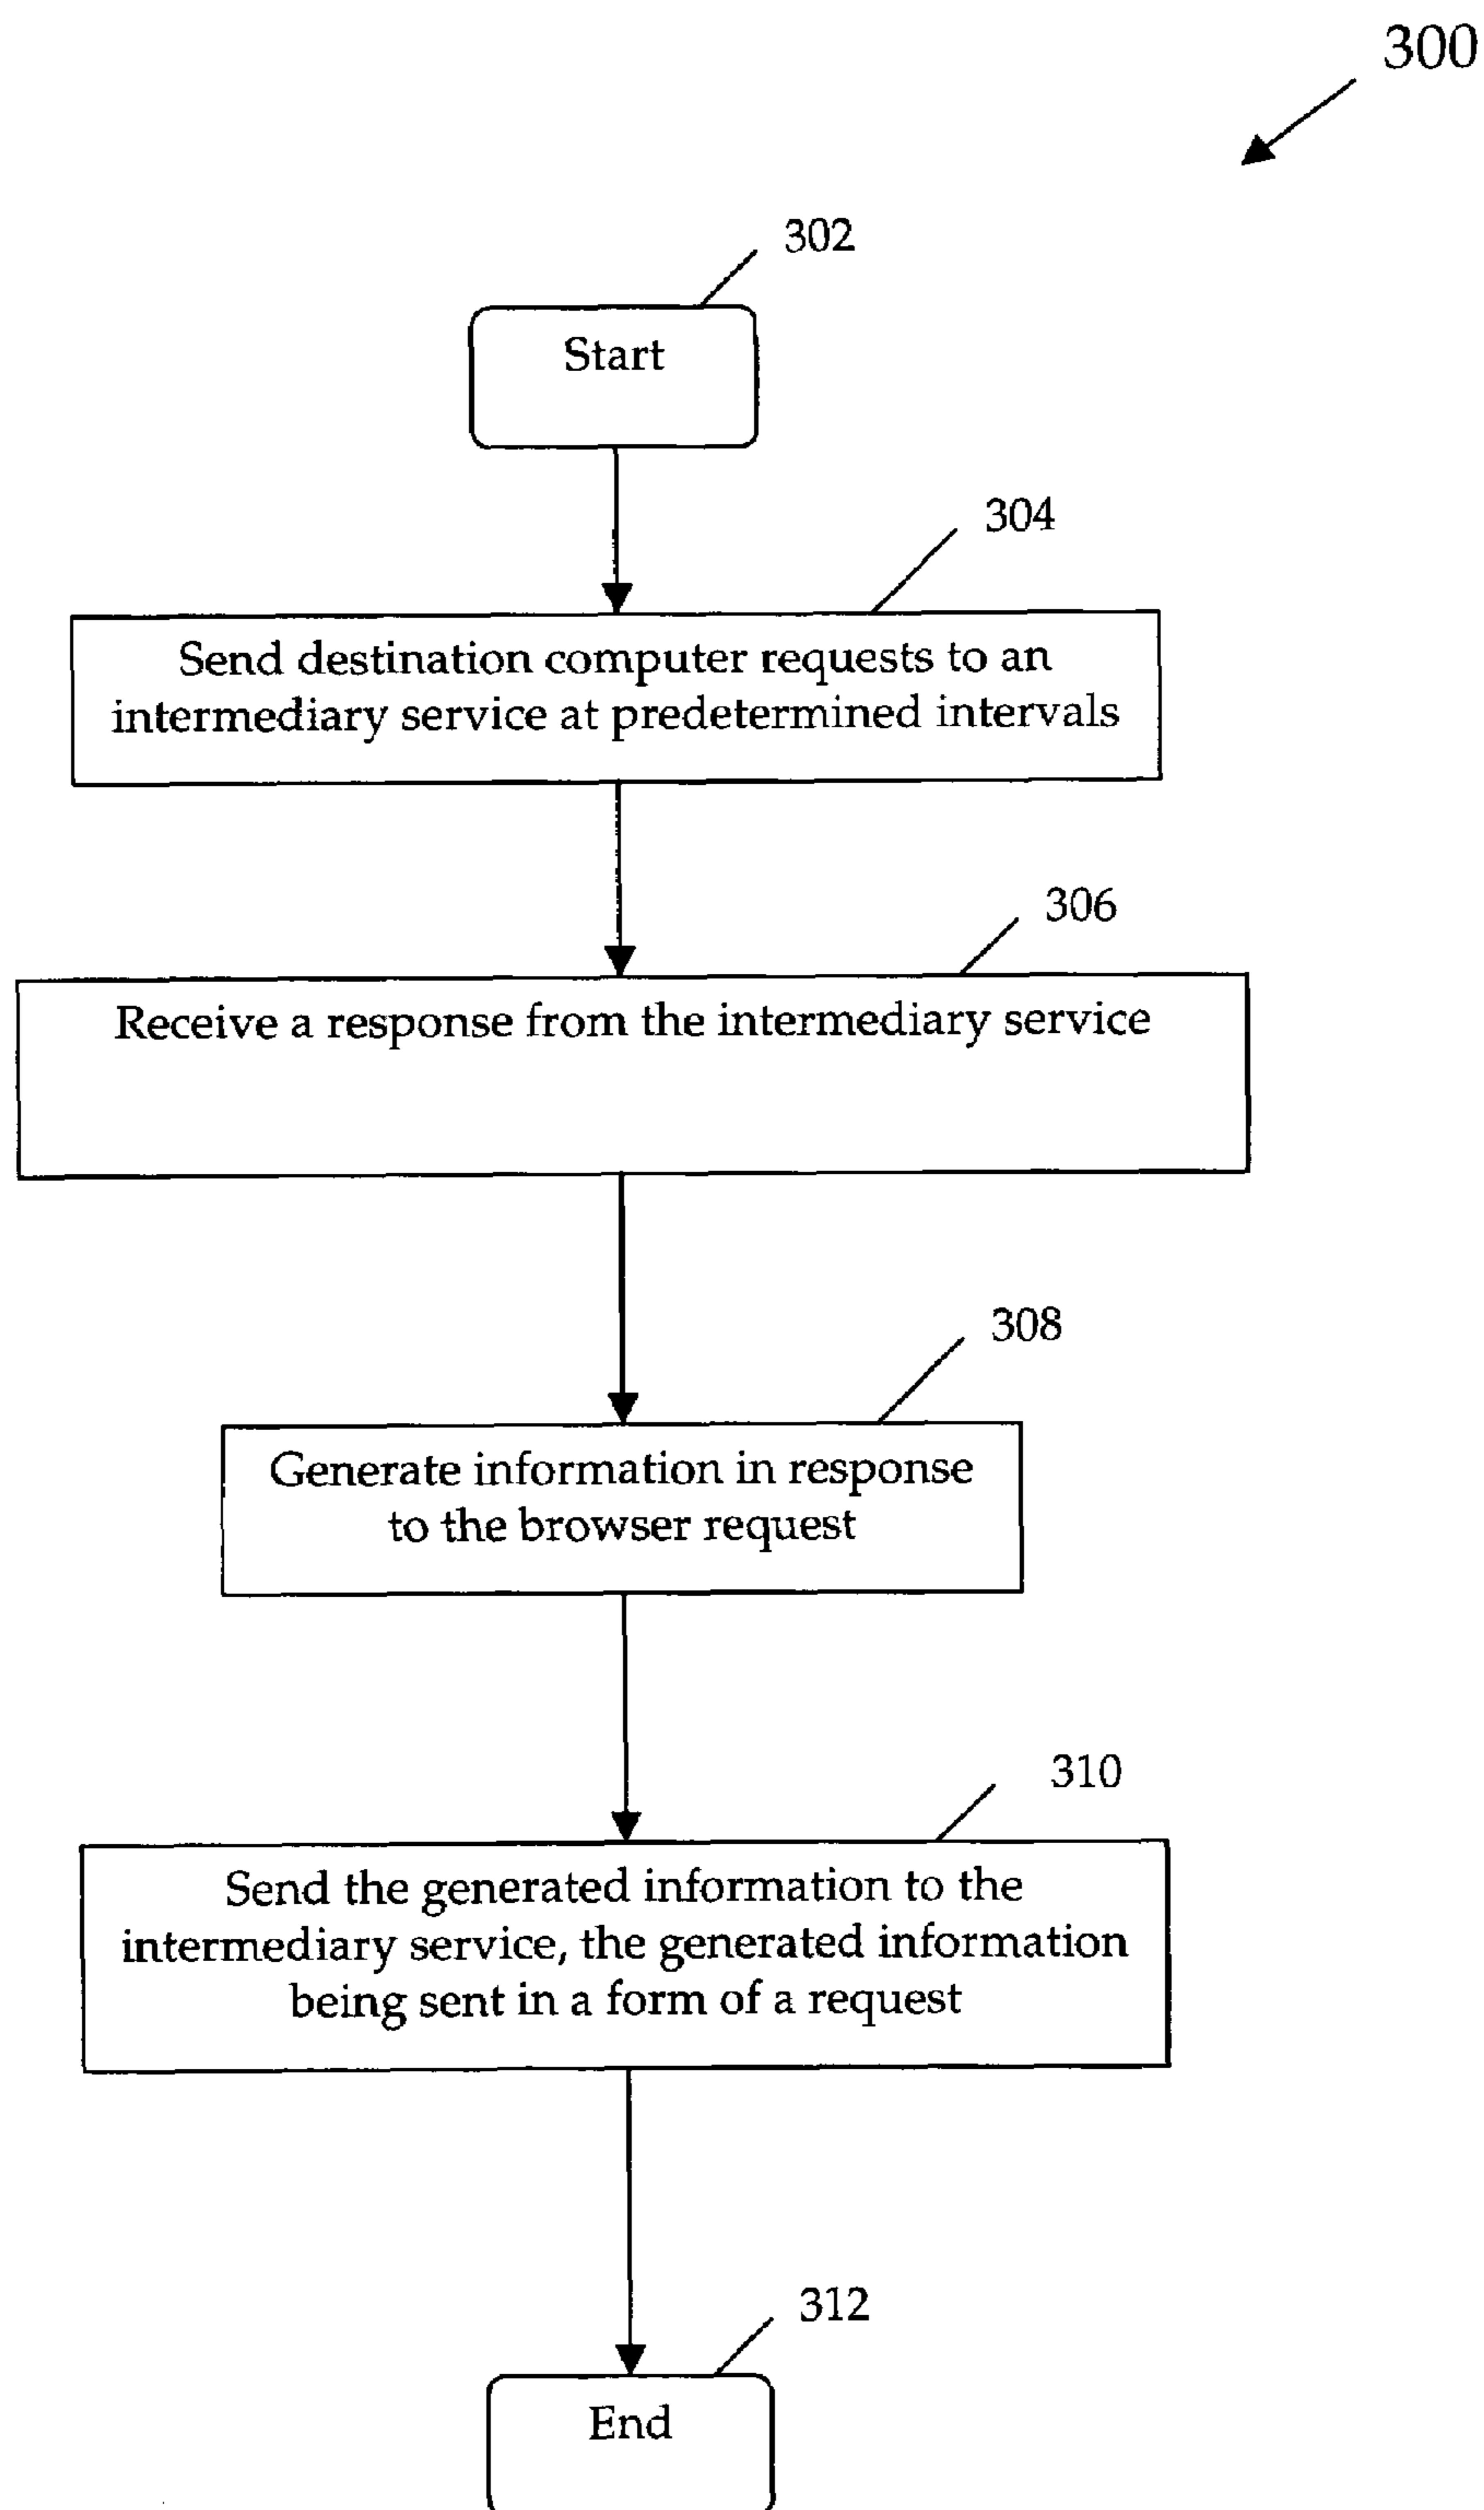 300
302
Start
304
Send destination computer requests to an
intermediary service at predetermined intervals
306
Receive a response from the intermediary service
308
Generate information in response
to the browser request
310
Send the generated information to the
intermediary service, the generated information
being sent in a form of a request
312
End